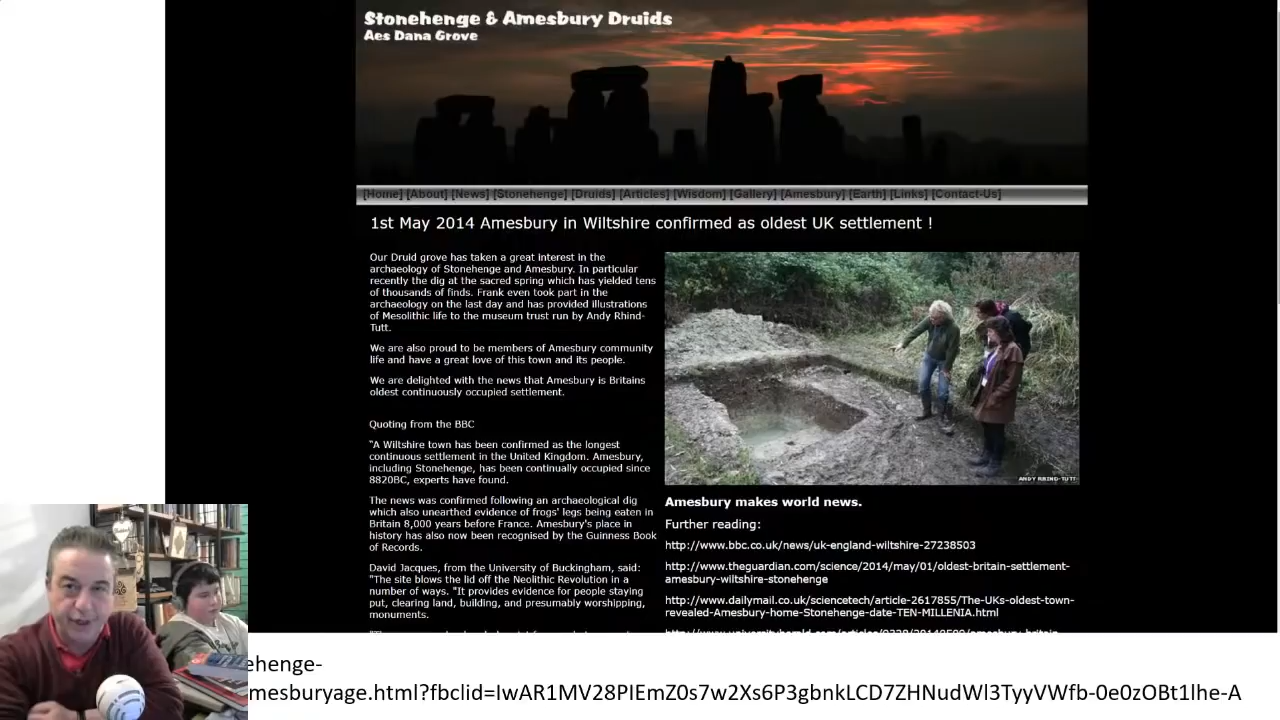 Stonehenge & Amesbury Druids
Aes Dana Grove
[Home] [About] [News] [Stonehenge] [Druids] [Articles] [Wisdom] [Gallery] [Amesbury] [Earth] [Links] [Contact-Us]
1st May 2014 Amesbury in Wiltshire confirmed as oldest UK settlement !
Our Druid grove has taken a great interest in the
archaeology of Stonehenge and Amesbury. In particular
recently the dig at the sacred spring which has yielded tens
of thousands of finds. Frank even took part in the
archaeology on the last day and has provided illustrations
of Mesolithic life to the museum trust run by Andy Rhind-
Tutt.
We are also proud to be members of Amesbury community
life and have a great love of this town and its people.
We are delighted with the news that Amesbury is Britains
oldest continuously occupied settlement.
Quoting from the BBC
"A Wiltshire town has been confirmed as the longest
continuous settlement in the United Kingdom. Amesbury,
including Stonehenge, has been continually occupied since
8820BC, experts have found.
The news was confirmed following an archaeological dig
which also unearthed evidence of frogs' legs being eaten in
Britain 8,000 years before France. Amesbury's place in
history has also now been recognised by the Guinness Book
of Records.
David Jacques, from the University of Buckingham, said:
"The site blows the lid off the Neolithic Revolution in a
number of ways. "It provides evidence for people staying
put, clearing land, building, and presumably worshipping,
monuments.
ANDY RHIND-TUTT
Amesbury makes world news.
Further reading:
http://www.bbc.co.uk/news/uk-england-wiltshire-27238503
http://www.theguardian.com/science/2014/may/01/oldest-britain-settlement-
amesbury-wiltshire-stonehenge
http://www.dailymail.co.uk/sciencetech/article-2617855/The-UKs-oldest-town-
revealed-Amesbury-home-Stonehenge-date-TEN-MILLENIA.html
ehenge-
mesburyage.html?fbclid=IwAR1MV28PIEmZ0s7w2Xs6P3gbnkLCD7ZHNudWl3TyyVWfb-0e0zOBt1lhe-A